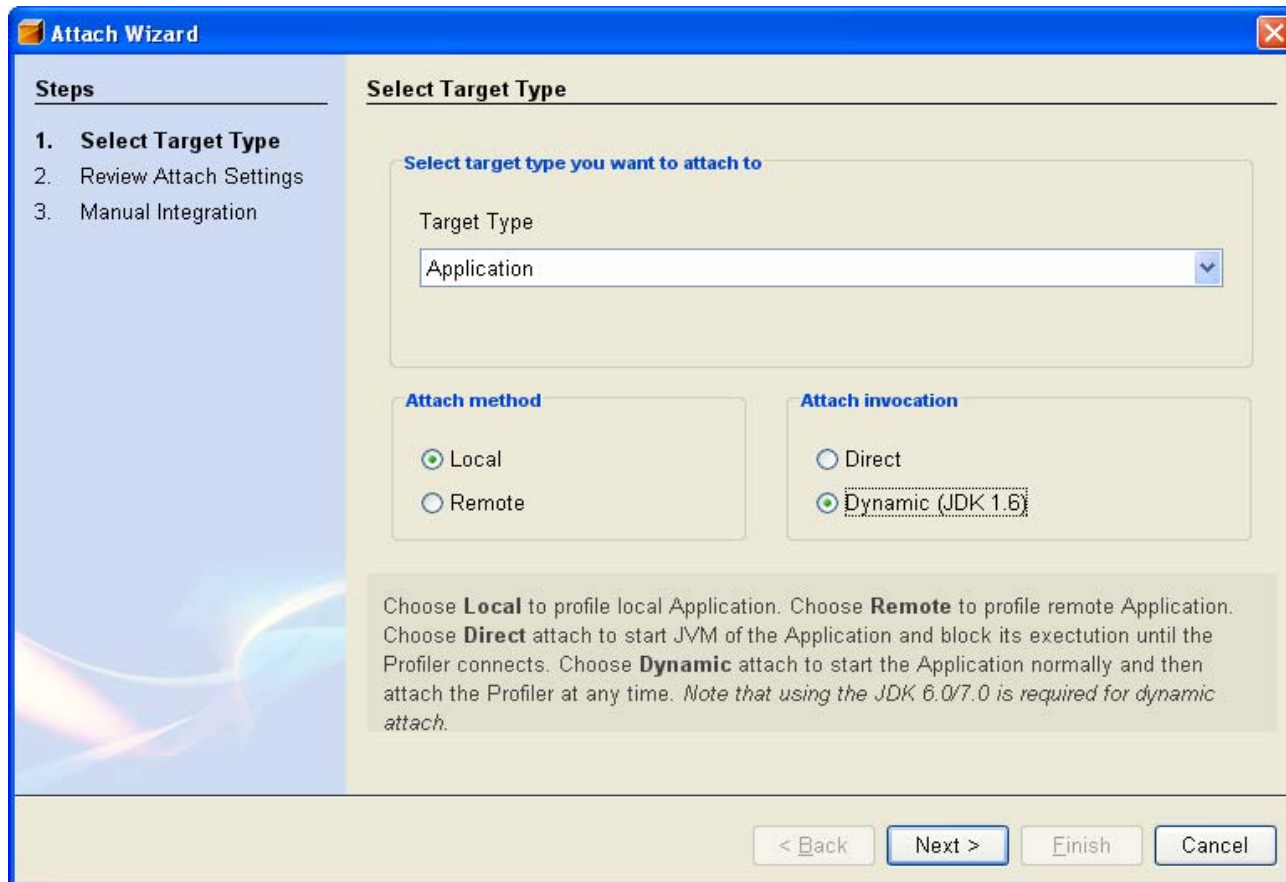 Attach Wizard
Steps
1. Select Target Type
2. Review Attach Settings
3. Manual Integration
Select Target Type
Select target type you want to attach to
Target Type
Application
Attach method
Local
Remote
Attach invocation
Direct
Dynamic (JDK 1.6)
Choose Local to profile local Application. Choose Remote to profile remote Application.
Choose Direct attach to start JVM of the Application and block its exectution until the
Profiler connects. Choose Dynamic attach to start the Application normally and then
attach the Profiler at any time. Note that using the JDK 6.0/7.0 is required for dynamic
attach.
< Back
Next >
Finish
Cancel